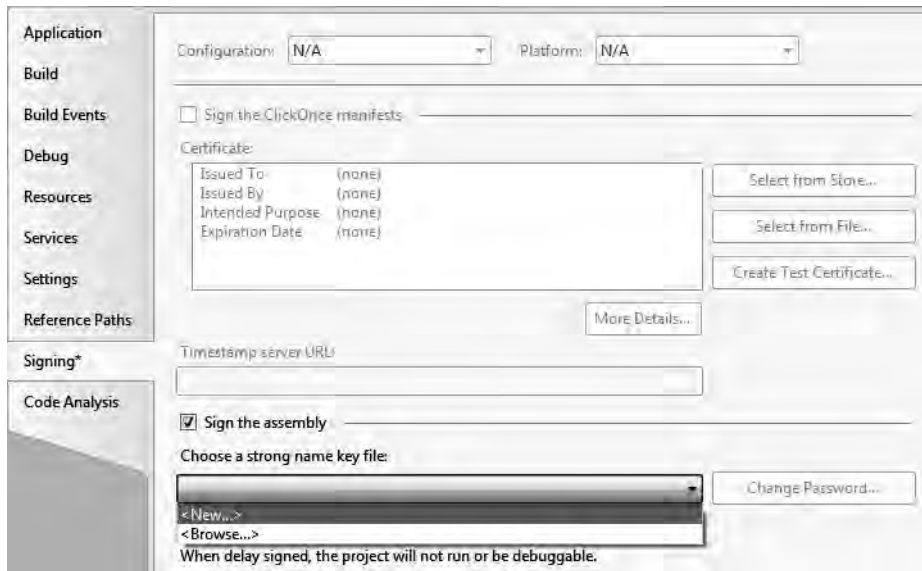 Application
Build
Build Events
Debug
Resources
Services
Settings
Reference Paths
Signing*
Code Analysis
Configuration: N/A Platform: N/A
Sign the ClickOnce manifests
Certificate:
Issued To (none)
Issued By (none)
Intended Purpose (none)
Expiration Date (none)
Select from Store...
Select from File...
Create Test Certificate...
More Details...
Timestamp server URL:
Sign the assembly
Choose a strong name key file:
Change Password...
<New...>
<Browse...>
When delay signed, the project will not run or be debuggable.